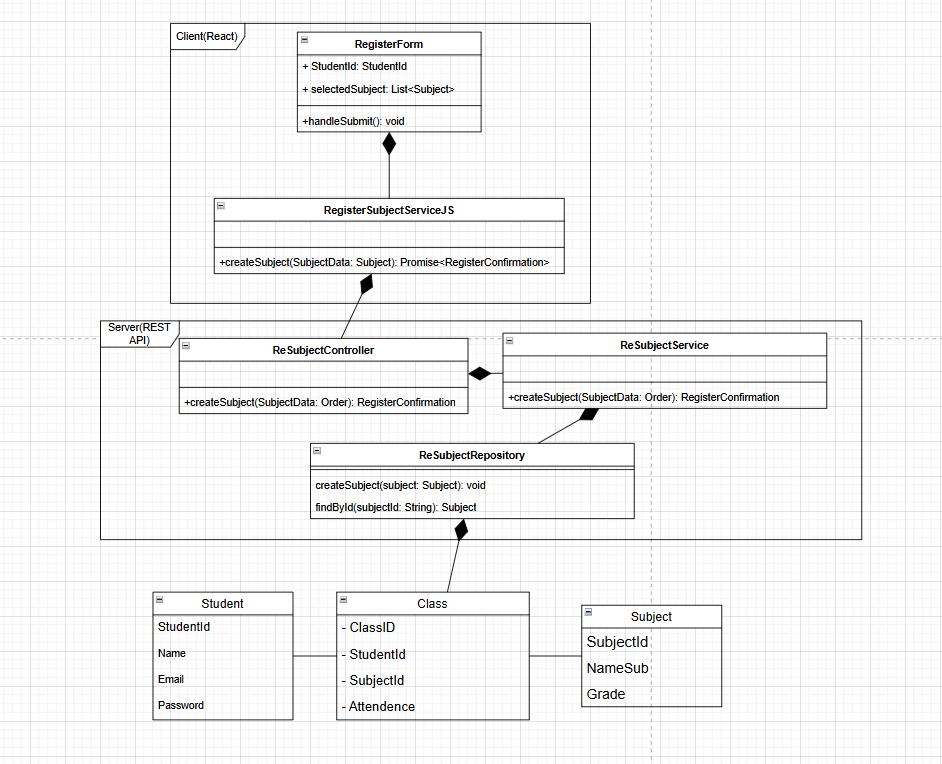 Client(React)
RegisterForm
+ StudentId: StudentId
+ selectedSubject: List<Subject>
+handleSubmit(): void
RegisterSubjectServiceJS
+createSubject(SubjectData: Subject): Promise<RegisterConfirmation>
Server(REST
API)
ReSubjectController
+createSubject(SubjectData: Order): RegisterConfirmation
ReSubjectService
+createSubject(SubjectData: Order): RegisterConfirmation
ReSubjectRepository
createSubject(subject: Subject): void
findById(subjectId: String): Subject
Student
StudentId
Name
Email
Password
Class
- ClassID
- StudentId
- SubjectId
- Attendence
Subject
SubjectId
NameSub
Grade